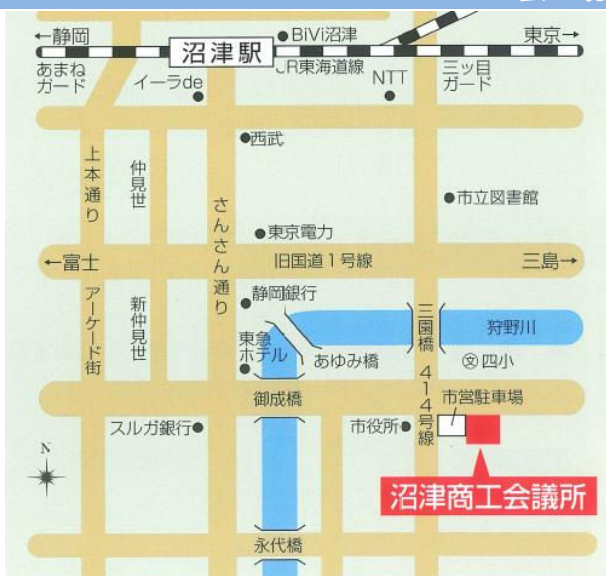 ←静岡
沼津駅
BiVi沼津
東京→
あまね
ガード
イーラde
JR東海道線
NTT
三ッ目
ガード
西武
上本通り
仲見世
さんさん通り
市立図書館
東京電力
←富士
旧国道1号線
三島→
アーケード街
新仲見世
静岡銀行
東急
ホテル
あゆみ橋
三園橋
狩野川
文 四小
414号線
御成橋
市営駐車場
スルガ銀行
市役所
N
沼津商工会議所
永代橋